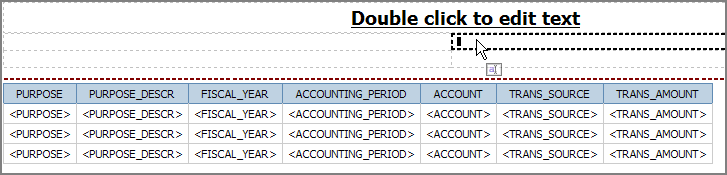 Double click to edit text
PURPOSE PURPOSE_DESCR FISCAL_YEAR ACCOUNTING_PERIOD ACCOUNT TRANS_SOURCE TRANS_AMOUNT
<PURPOSE> <PURPOSE_DESCR> <FISCAL_YEAR> <ACCOUNTING_PERIOD> <ACCOUNT> <TRANS_SOURCE> <TRANS_AMOUNT>
<PURPOSE> <PURPOSE_DESCR> <FISCAL_YEAR> <ACCOUNTING_PERIOD> <ACCOUNT> <TRANS_SOURCE> <TRANS_AMOUNT>
<PURPOSE> <PURPOSE_DESCR> <FISCAL_YEAR> <ACCOUNTING_PERIOD> <ACCOUNT> <TRANS_SOURCE> <TRANS_AMOUNT>